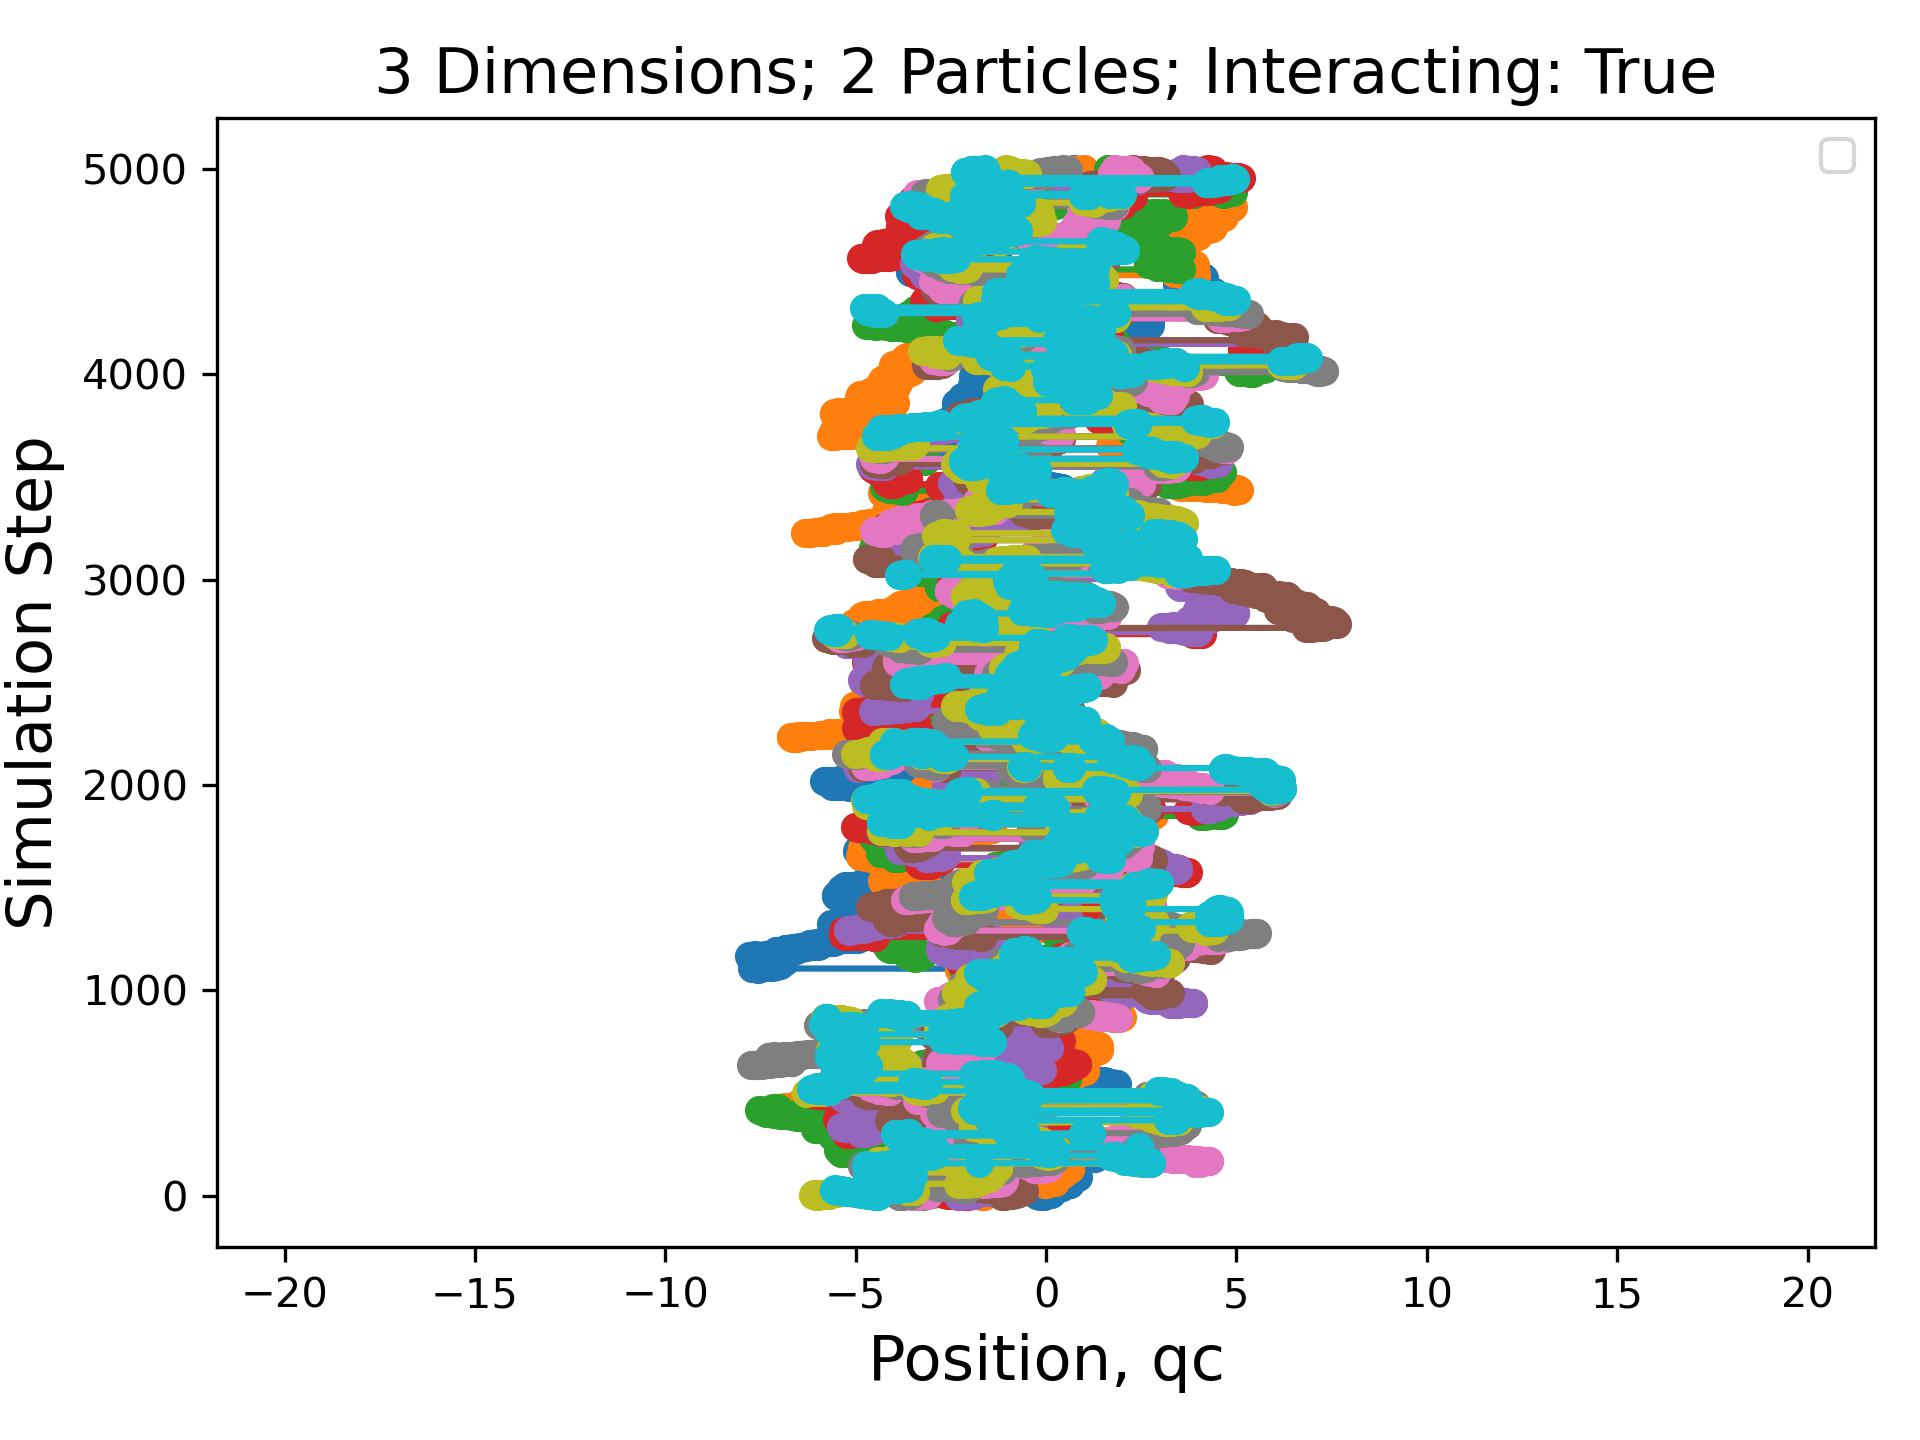 3 Dimensions; 2 Particles; Interacting: True
Simulation Step
5000
4000
3000
2000
1000
0
−20 −15 −10 −5 0 5 10 15 20
Position, qc